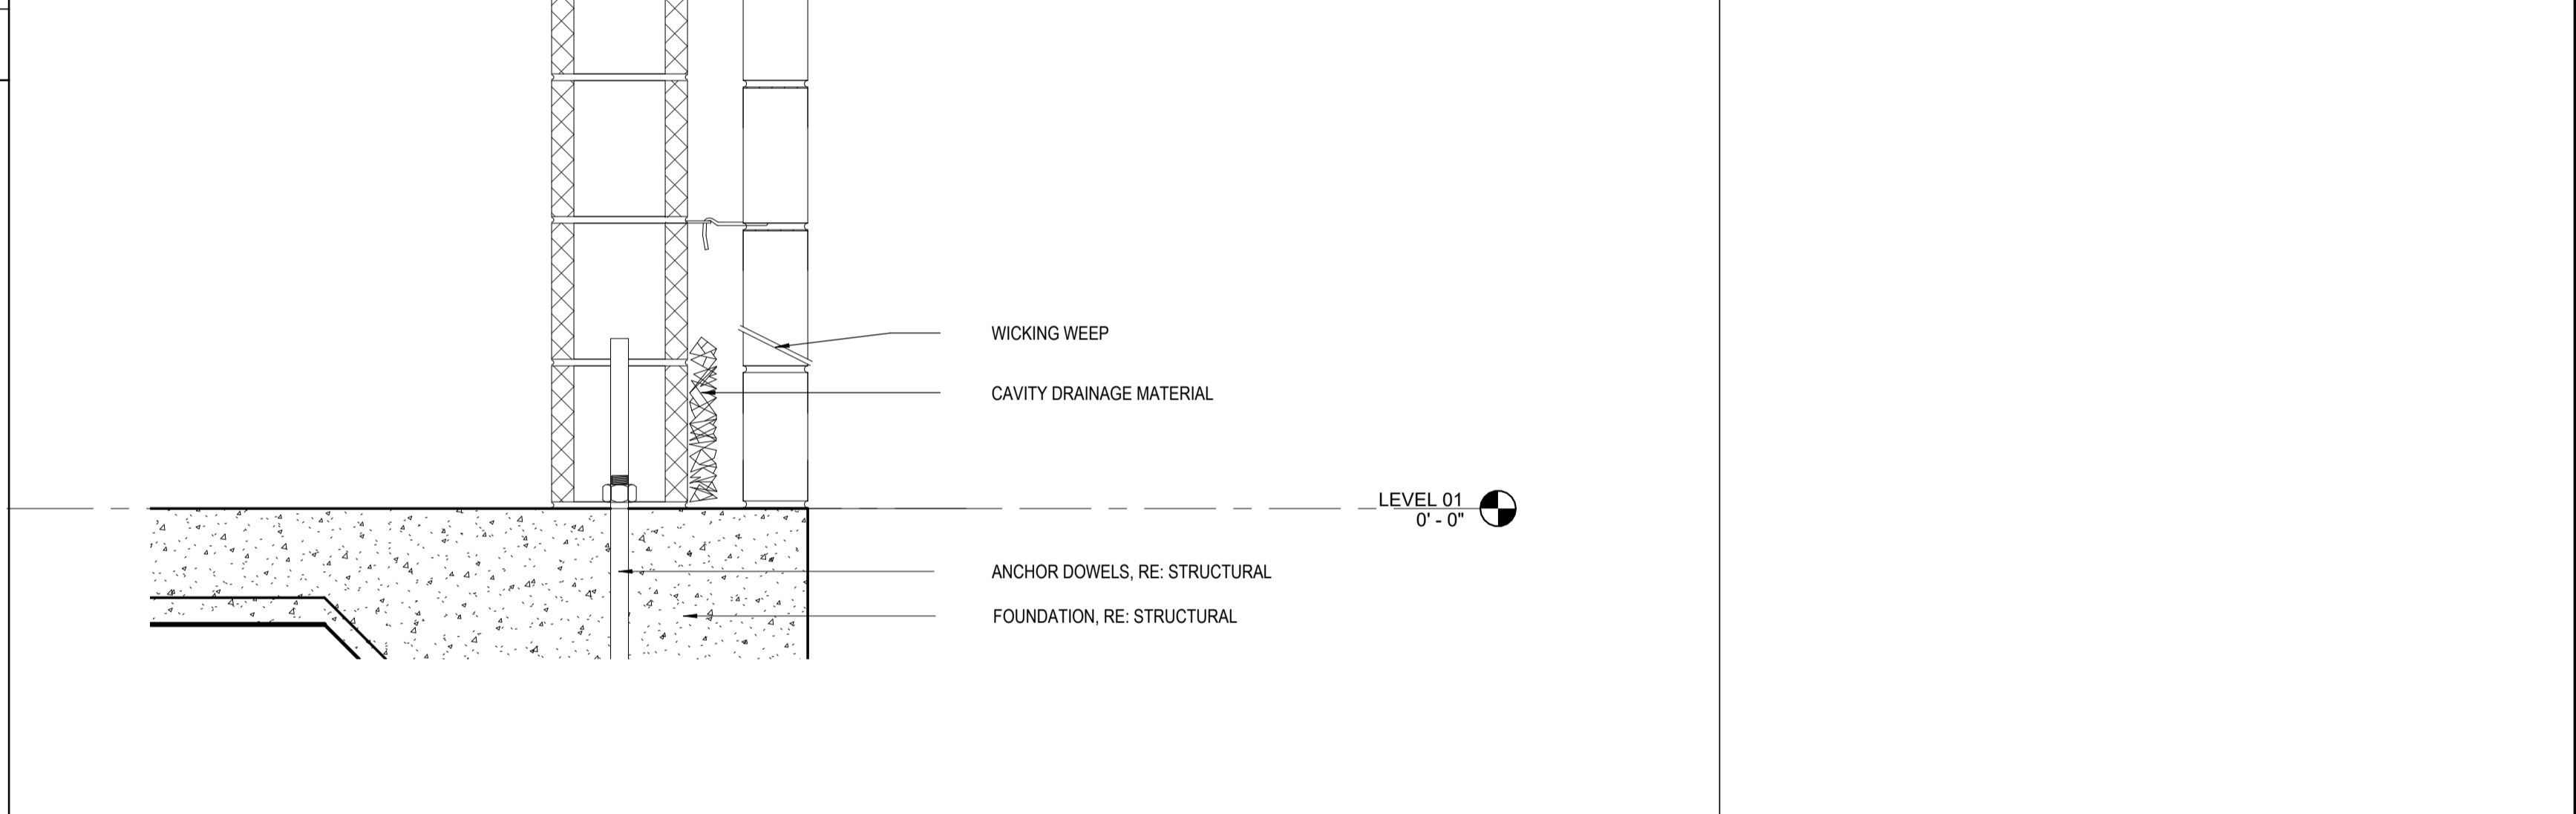 WICKING WEEP
CAVITY DRAINAGE MATERIAL
LEVEL 01
0' - 0"
ANCHOR DOWELS, RE: STRUCTURAL
FOUNDATION, RE: STRUCTURAL